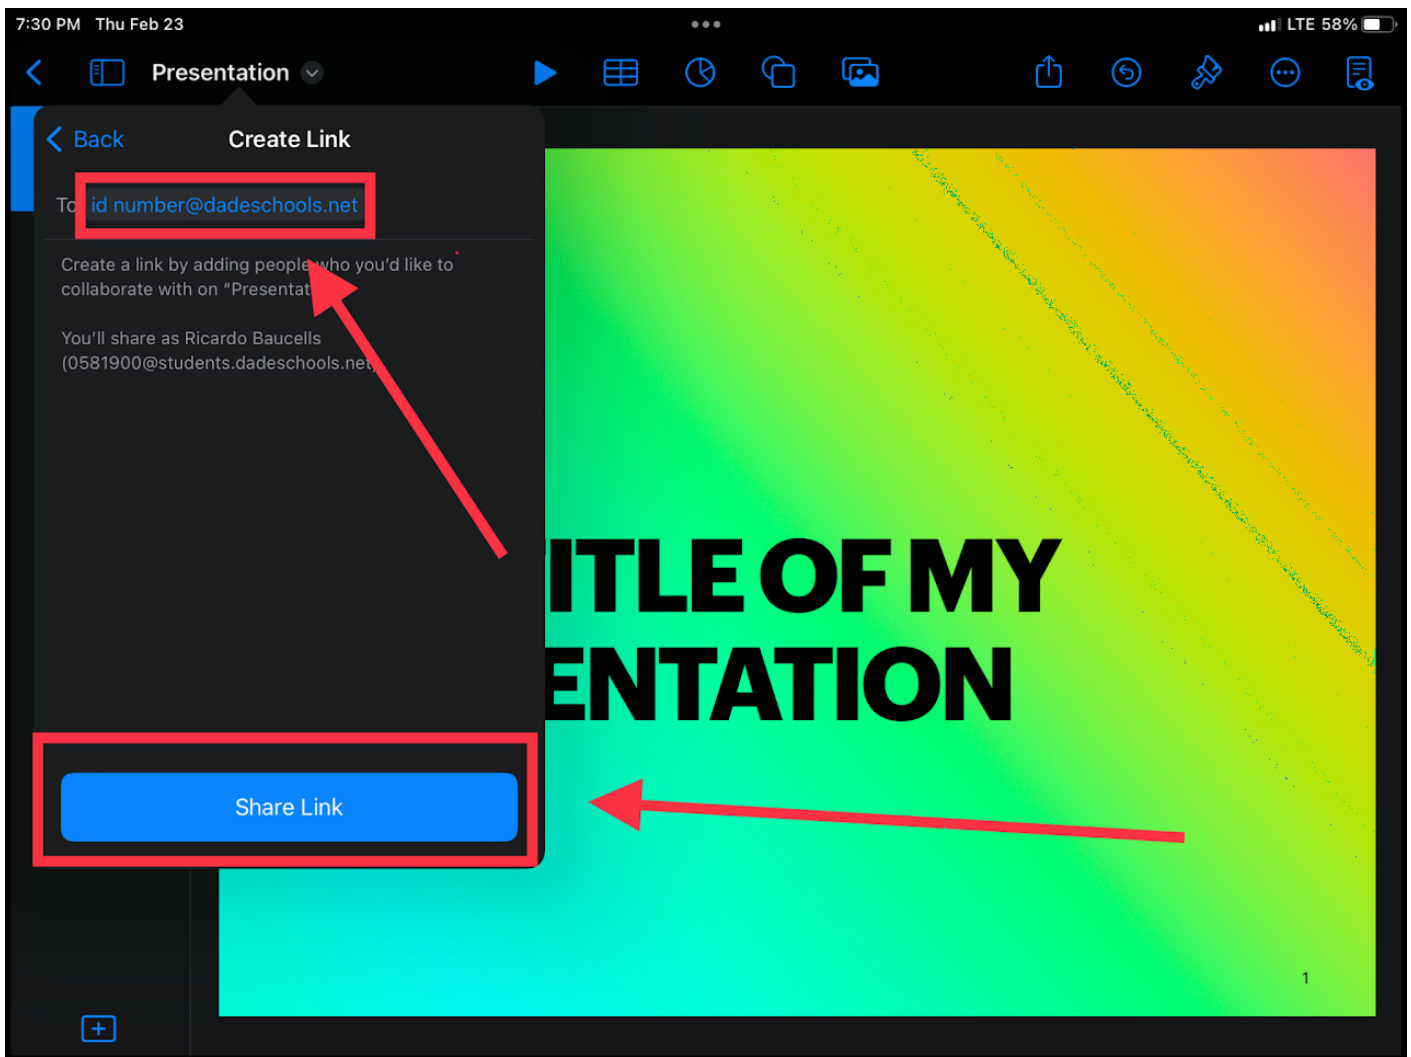 7:30 PM Thu Feb 23
LTE 58%
Presentation
Back
Create Link
To
id number@dadeschools.net
Create a link by adding people who you'd like to
collaborate with on “Presentat
You'll share as Ricardo Baucells
(0581900@students.dadeschools.net
ITLE OF MY
ENTATION
Share Link
1